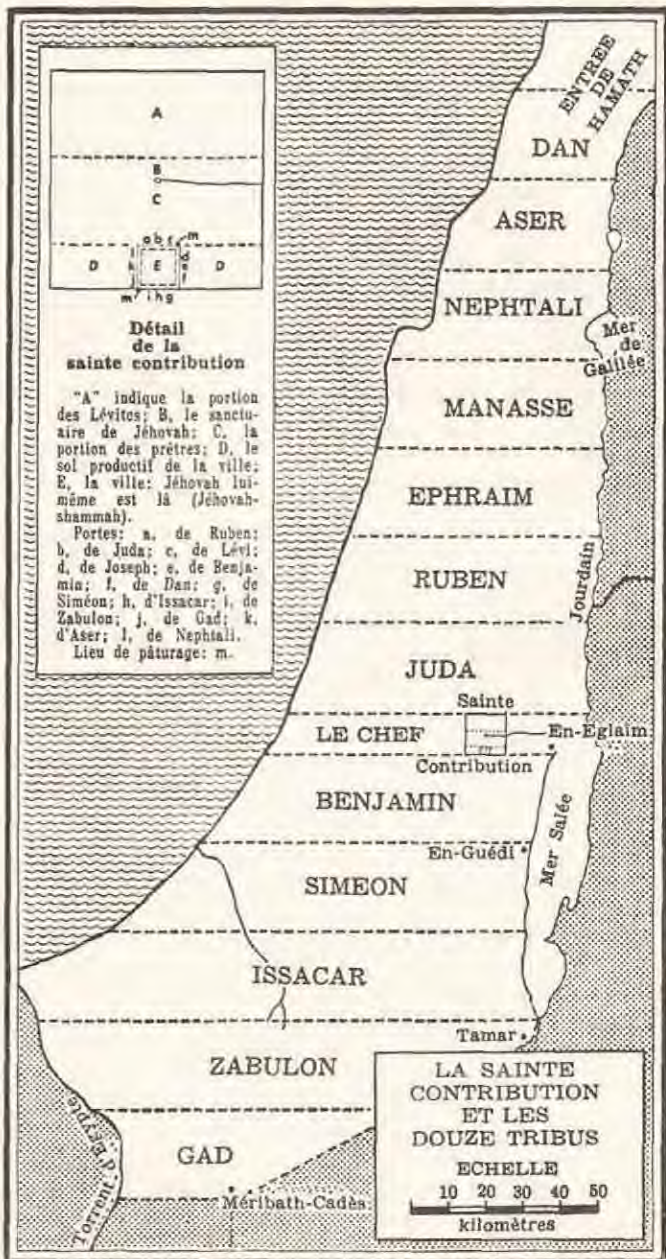 A
B
C
a b c m
l
k
j
D E D
d
e
f
m i h g
Détail
de la
sainte contribution
"A" indique la portion
des Lévites; B, le sanctu-
aire de Jéhovah; C, la
portion des prêtres; D, le
sol productif de la ville;
E, la ville: Jéhovah lui-
même est là (Jéhovah-
shammah).
Portes: a, de Ruben;
b, de Juda; c, de Lévi;
d, de Joseph; e, de Benja-
min; f, de Dan; g, de
Siméon; h, d'Issacar; i, de
Zabulon; j, de Gad; k,
d'Aser; l, de Nephtali.
Lieu de pâturage: m.
ENTREE
DE
HAMATH
DAN
ASER
NEPHTALI
Mer
de
Galilée
MANASSE
EPHRAIM
RUBEN
Jourdain
JUDA
Sainte
LE CHEF
En-Eglaim
Contribution
BENJAMIN
En-Guédi
Mer Salée
SIMEON
ISSACAR
Tamar
ZABULON
GAD
Torrent d'Egypte
Méribath-Cadès
LA SAINTE
CONTRIBUTION
ET LES
DOUZE TRIBUS
ECHELLE
10 20 30 40 50
kilomètres